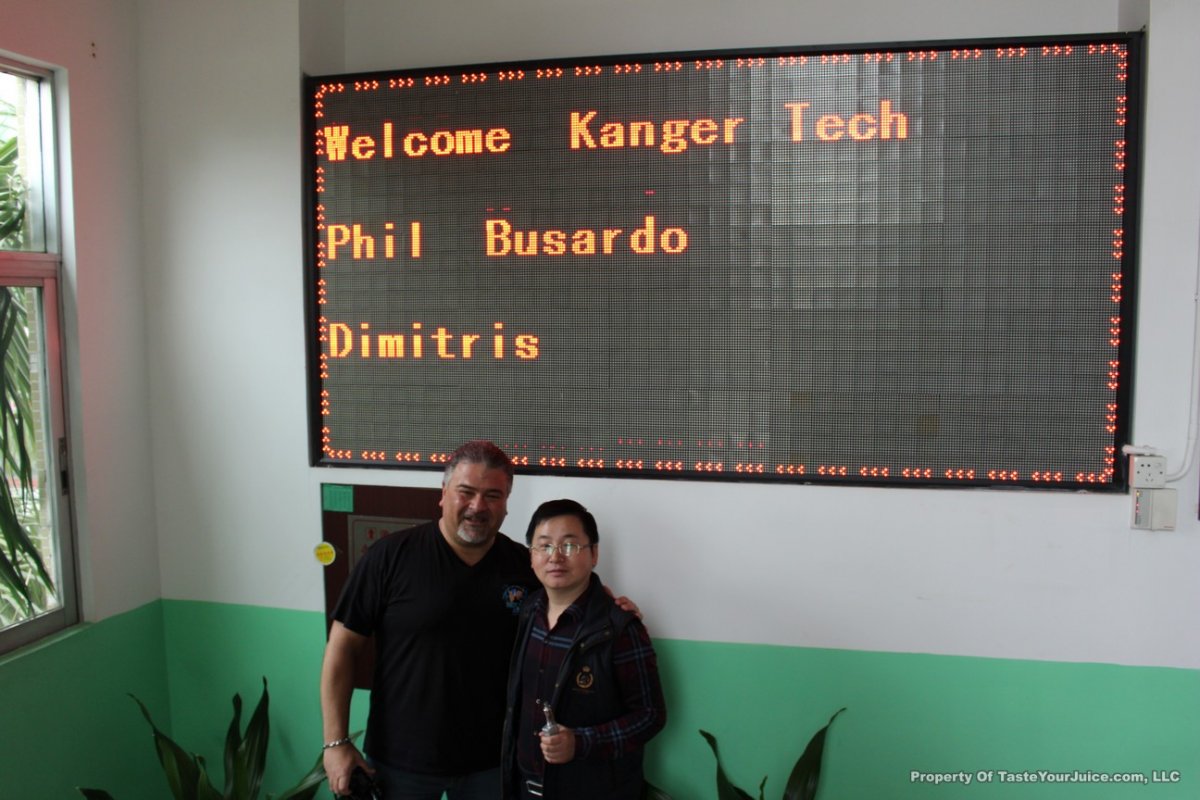 Welcome Kanger Tech
Phil Busardo
Dimitris
Property Of TasteYourJuice.com, LLC